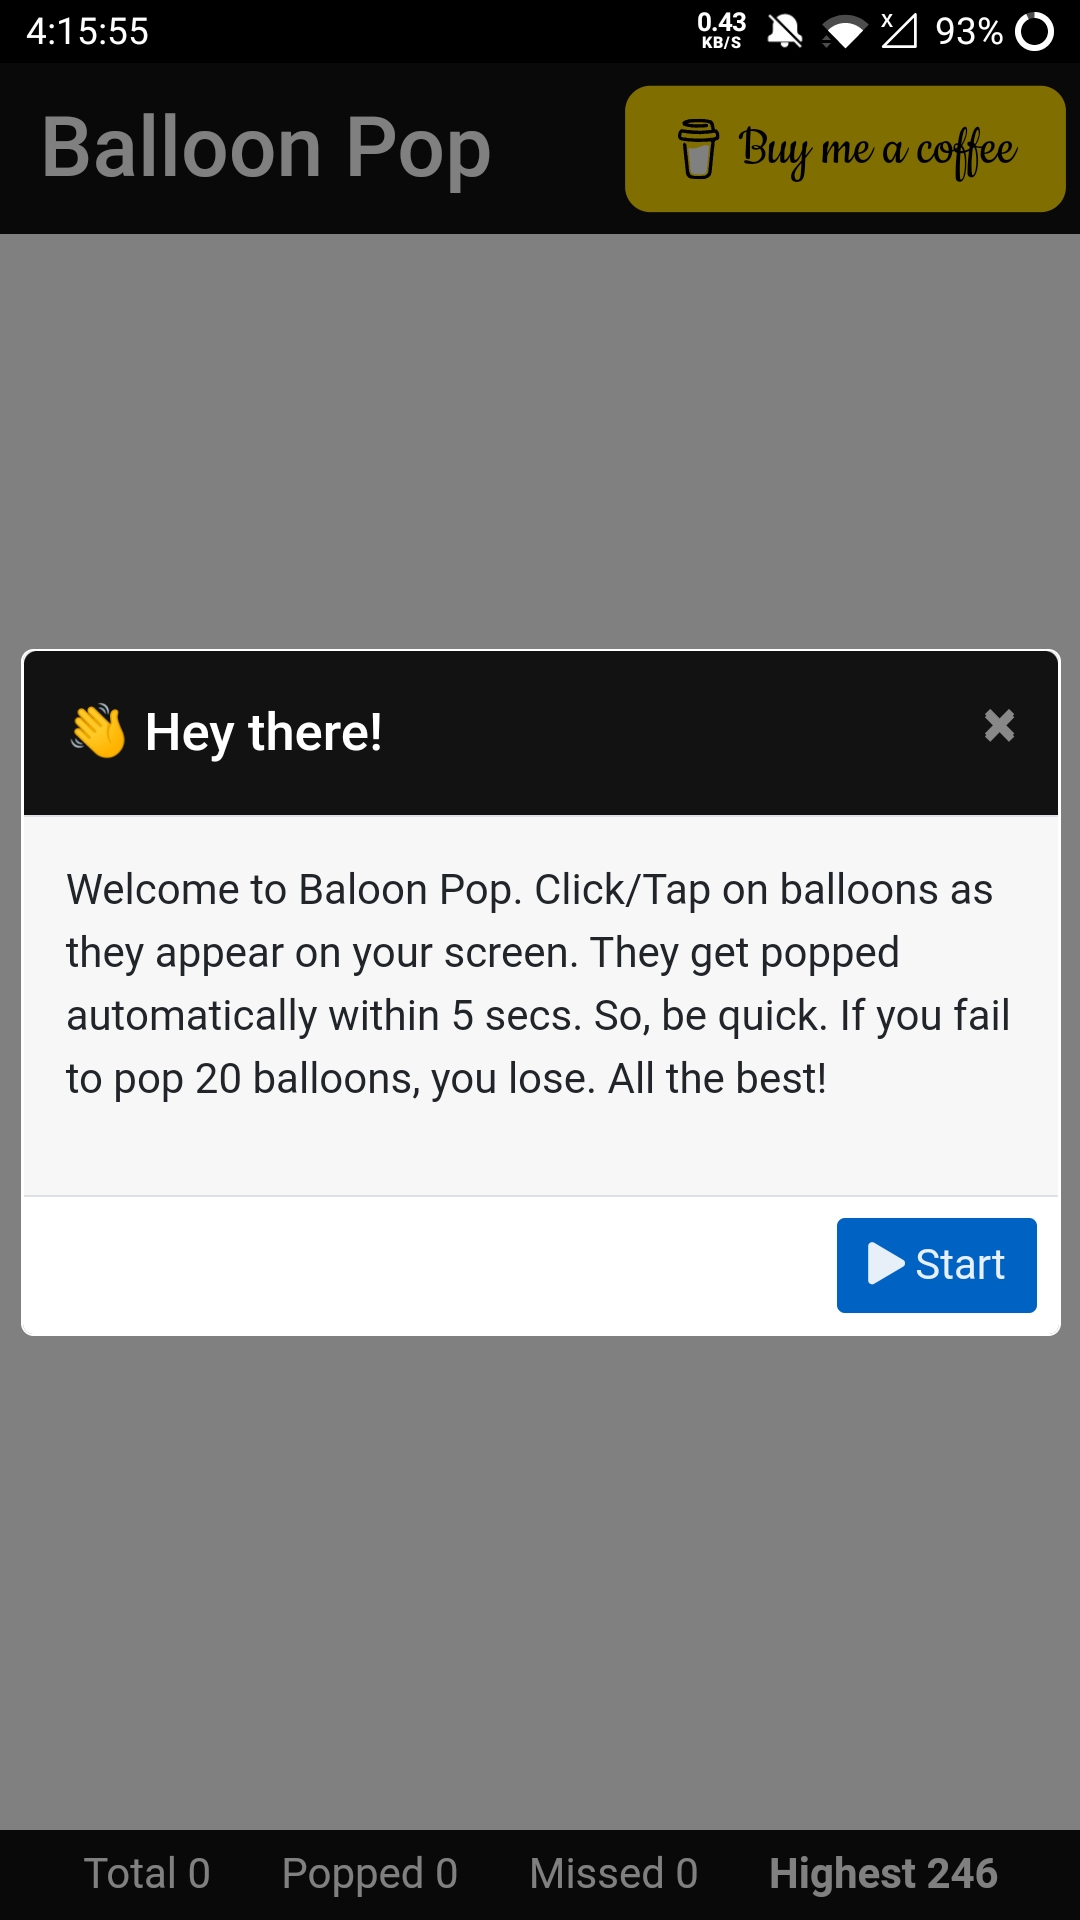 4:15:55
0.43
KB/S
X
93%
Balloon Pop
Buy me a coffee
👋 Hey there!
×
Welcome to Baloon Pop. Click/Tap on balloons as
they appear on your screen. They get popped
automatically within 5 secs. So, be quick. If you fail
to pop 20 balloons, you lose. All the best!
Start
Total 0 Popped 0 Missed 0 Highest 246